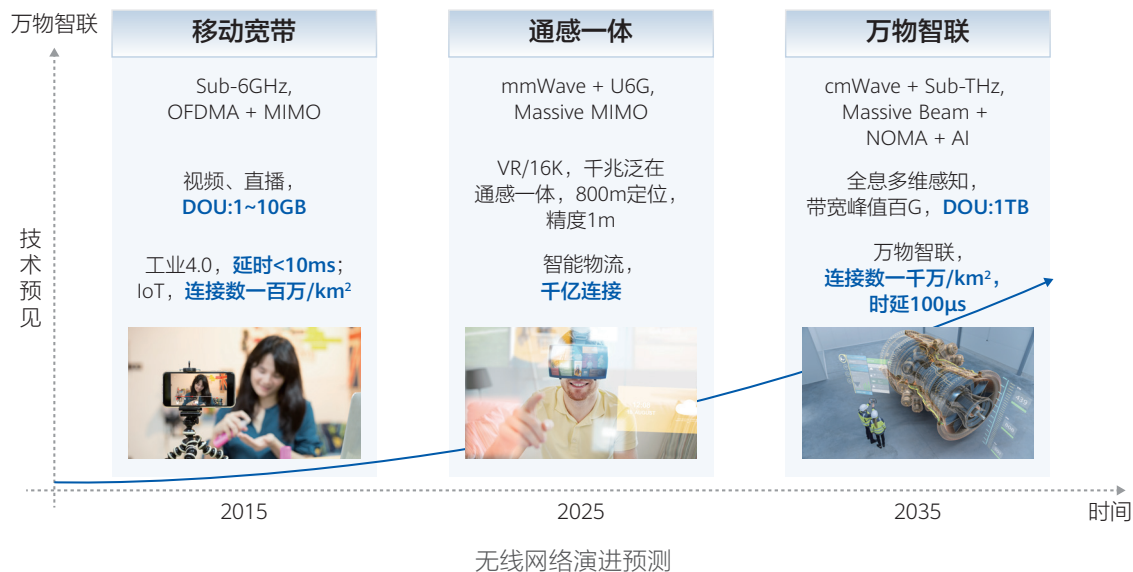 万物智联
技术预见
移动宽带
Sub-6GHz,
OFDMA + MIMO
视频、直播，
DOU:1~10GB
工业4.0，延时<10ms；
IoT，连接数一百万/km²
通感一体
mmWave + U6G,
Massive MIMO
VR/16K，千兆泛在
通感一体，800m定位，
精度1m
智能物流，
千亿连接
万物智联
cmWave + Sub-THz,
Massive Beam +
NOMA + AI
全息多维感知，
带宽峰值百G，DOU:1TB
万物智联，
连接数一千万/km²，
时延100μs
2015
2025
2035
时间
无线网络演进预测